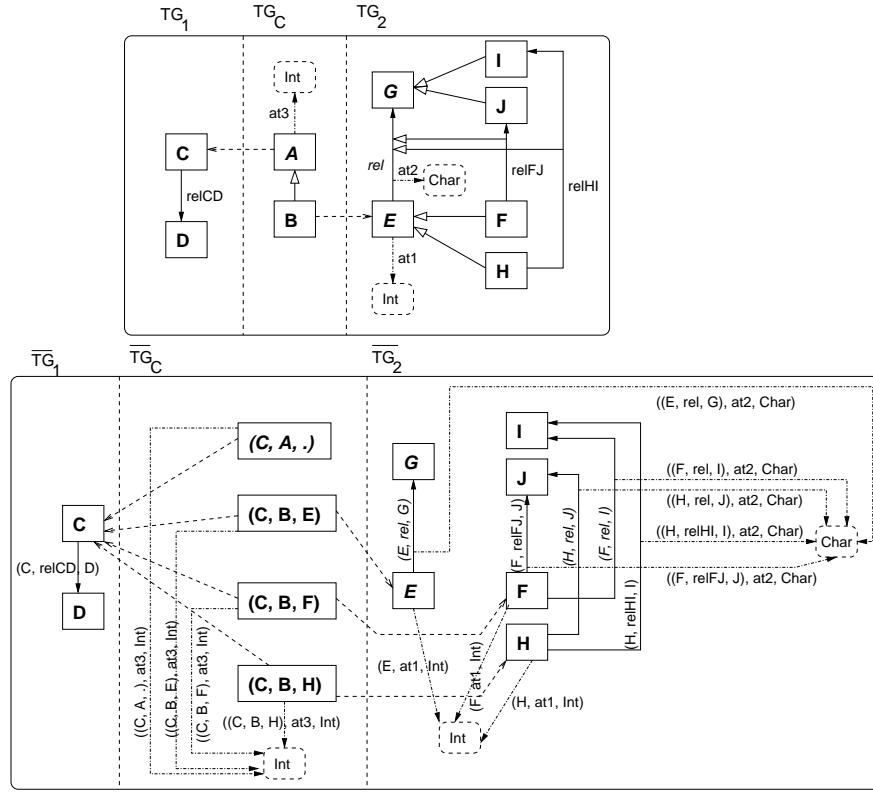 TG1 TGC TG2
Int
at3
C
A
relCD
D
B
I
G
J
rel
at2
Char
relFJ
relHI
E
F
H
at1
Int
TG1 TGC TG2
((E, rel, G), at2, Char)
(C, A, .)
I
G
((F, rel, I), at2, Char)
J
((H, rel, J), at2, Char)
C
(C, B, E)
(E, rel, G)
(F, relFJ, J)
(H, rel, J)
(F, rel, I)
((H, relHI, I), at2, Char)
Char
(C, relCD, D)
((F, relFJ, J), at2, Char)
D
(C, B, F)
E
F
(H, relHI, I)
H
((C, A, .), at3, Int)
((C, B, E), at3, Int)
((C, B, F), at3, Int)
(C, B, H)
(E, at1, Int)
(F, at1, Int)
(H, at1, Int)
((C, B, H), at3, Int)
Int
Int